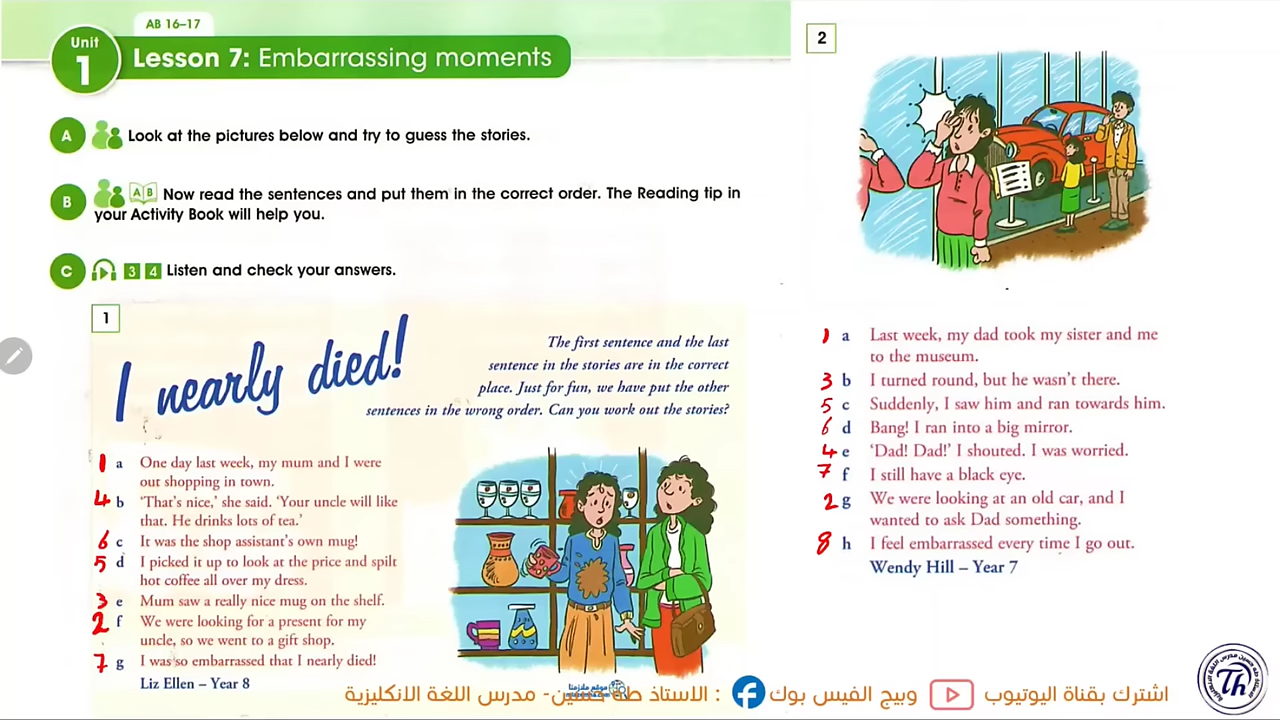 AB 16–17
Unit
1
Lesson 7: Embarrassing moments
A
Look at the pictures below and try to guess the stories.
B
AB
Now read the sentences and put them in the correct order. The Reading tip in
your Activity Book will help you.
C
3 4 Listen and check your answers.
1
I nearly died!
The first sentence and the last
sentence in the stories are in the correct
place. Just for fun, we have put the other
sentences in the wrong order. Can you work out the stories?
1 a One day last week, my mum and I were
out shopping in town.
4 b ‘That’s nice,’ she said. ‘Your uncle will like
that. He drinks lots of tea.’
6 c It was the shop assistant’s own mug!
5 d I picked it up to look at the price and spilt
hot coffee all over my dress.
3 e Mum saw a really nice mug on the shelf.
2 f We were looking for a present for my
uncle, so we went to a gift shop.
7 g I was so embarrassed that I nearly died!
Liz Ellen – Year 8
2
1 a Last week, my dad took my sister and me
to the museum.
3 b I turned round, but he wasn’t there.
5 c Suddenly, I saw him and ran towards him.
6 d Bang! I ran into a big mirror.
4 e ‘Dad! Dad!’ I shouted. I was worried.
7 f I still have a black eye.
2 g We were looking at an old car, and I
wanted to ask Dad something.
8 h I feel embarrassed every time I go out.
Wendy Hill – Year 7
اشترك بقناة اليوتيوب وبيج الفيس بوك : الاستاذ طه حسين- مدرس اللغة الانكليزية
موقع ملازمنا
Th